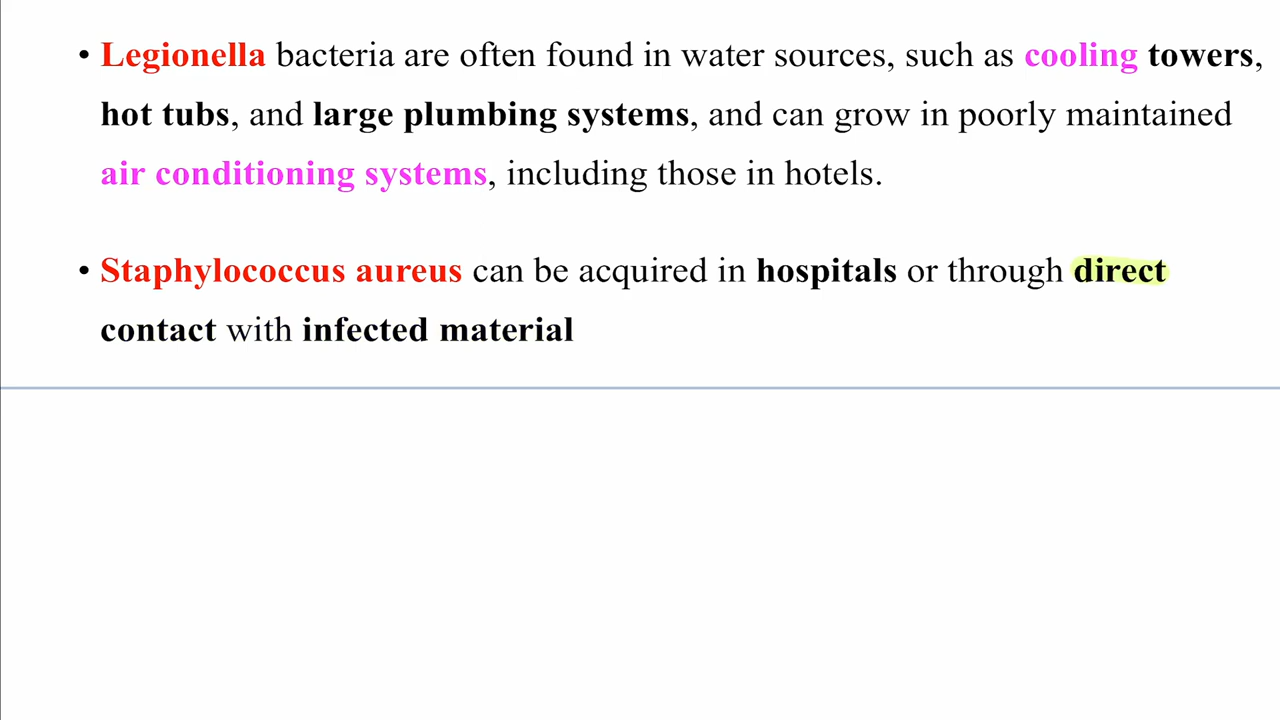 • Legionella bacteria are often found in water sources, such as cooling towers,
hot tubs, and large plumbing systems, and can grow in poorly maintained
air conditioning systems, including those in hotels.
• Staphylococcus aureus can be acquired in hospitals or through direct
contact with infected material